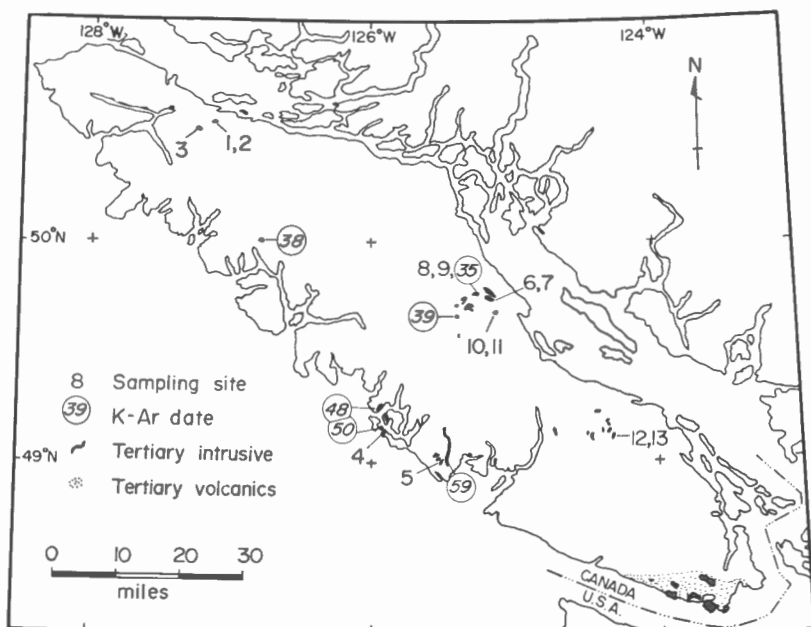 128°W
126°W
124°W
N
3
1,2
50°N
38
8,9,35
6,7
39
10,11
8 Sampling site
39 K-Ar date
Tertiary intrusive
Tertiary volcanics
48
50
4
5
59
12,13
49°N
0 10 20 30
miles
CANADA
U.S.A.